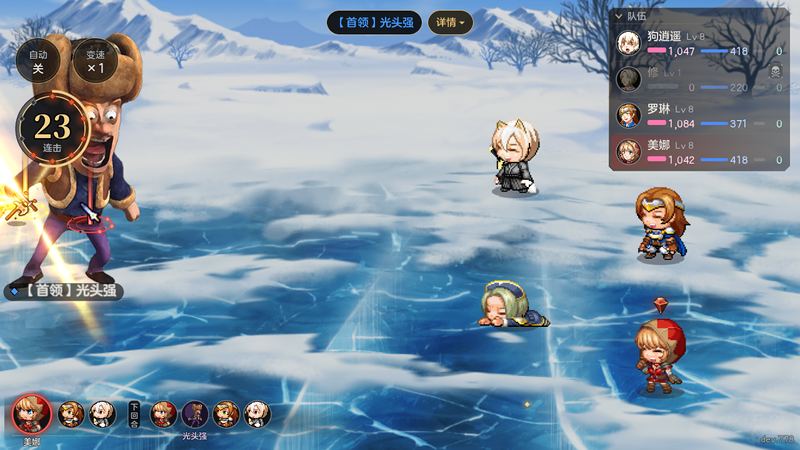 【首领】光头强
详情
自动
关
变速
×1
23
连击
队伍
狗逍遥 Lv 8
1,047 418 0
修 Lv 1
0 220 0
罗琳 Lv 8
1,084 371 0
美娜 Lv 8
1,042 418 0
【首领】光头强
美娜
下回合
光头强